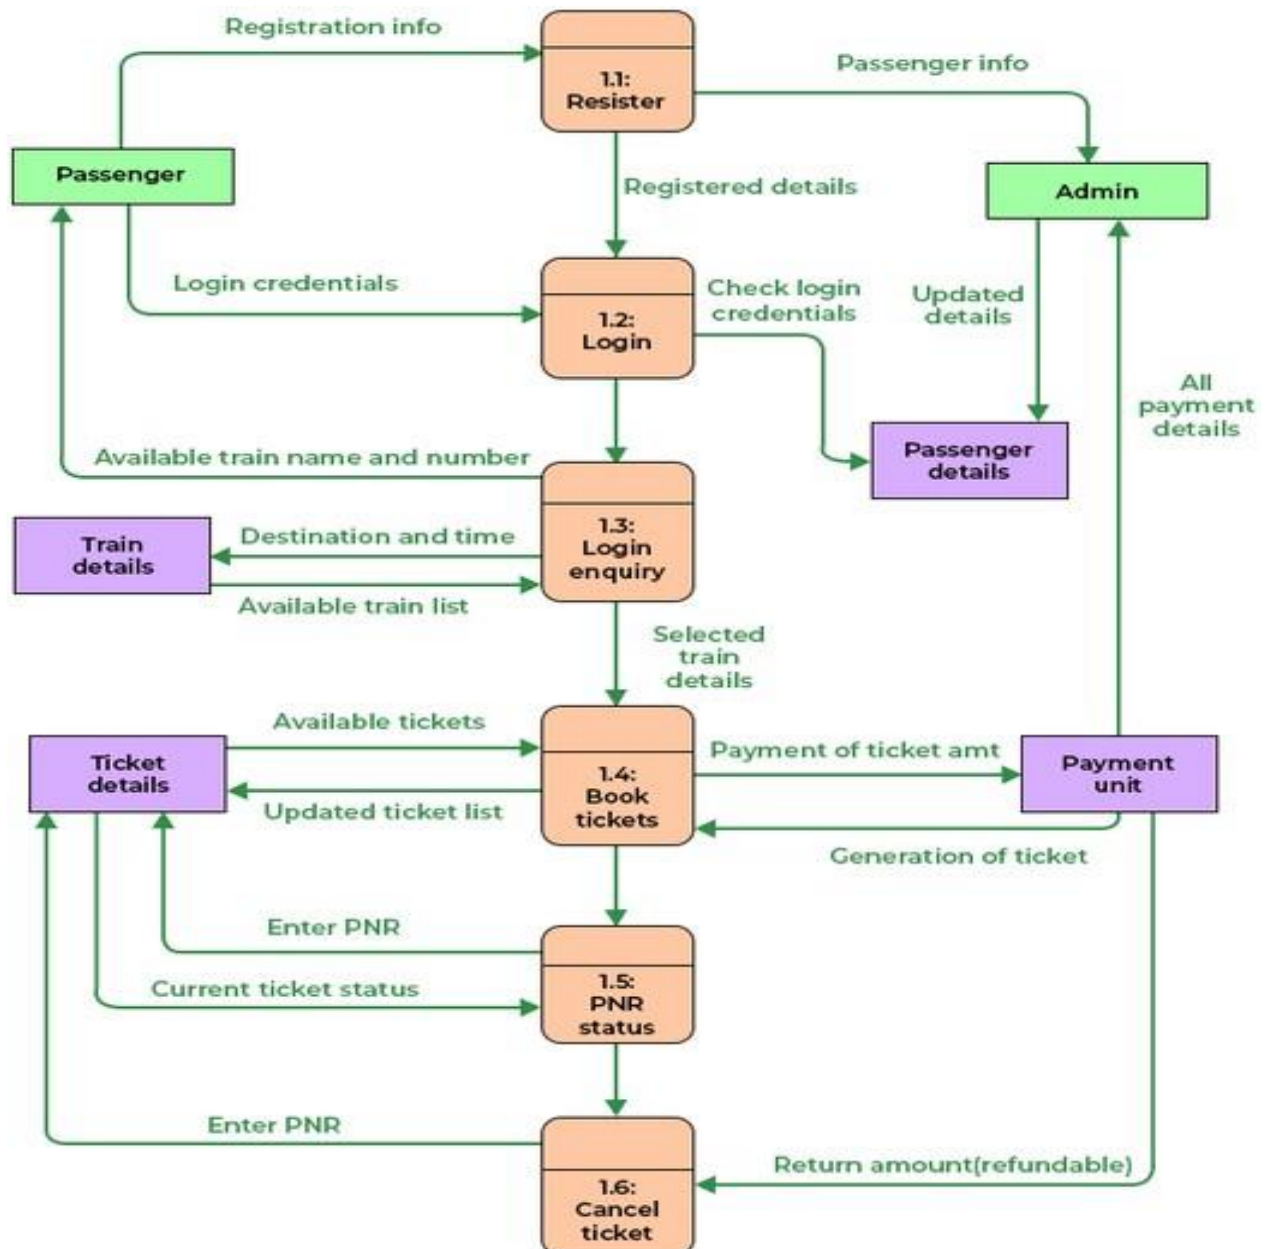 Registration info
1.1:
Resister
Passenger info
Passenger
Admin
Registered details
Login credentials
1.2:
Login
Check login
credentials
Updated
details
All
payment
details
Available train name and number
Passenger
details
1.3:
Login
enquiry
Train
details
Destination and time
Available train list
Selected
train
details
Available tickets
Ticket
details
Updated ticket list
1.4:
Book
tickets
Payment of ticket amt
Payment
unit
Generation of ticket
Enter PNR
Current ticket status
1.5:
PNR
status
Enter PNR
Return amount(refundable)
1.6:
Cancel
ticket